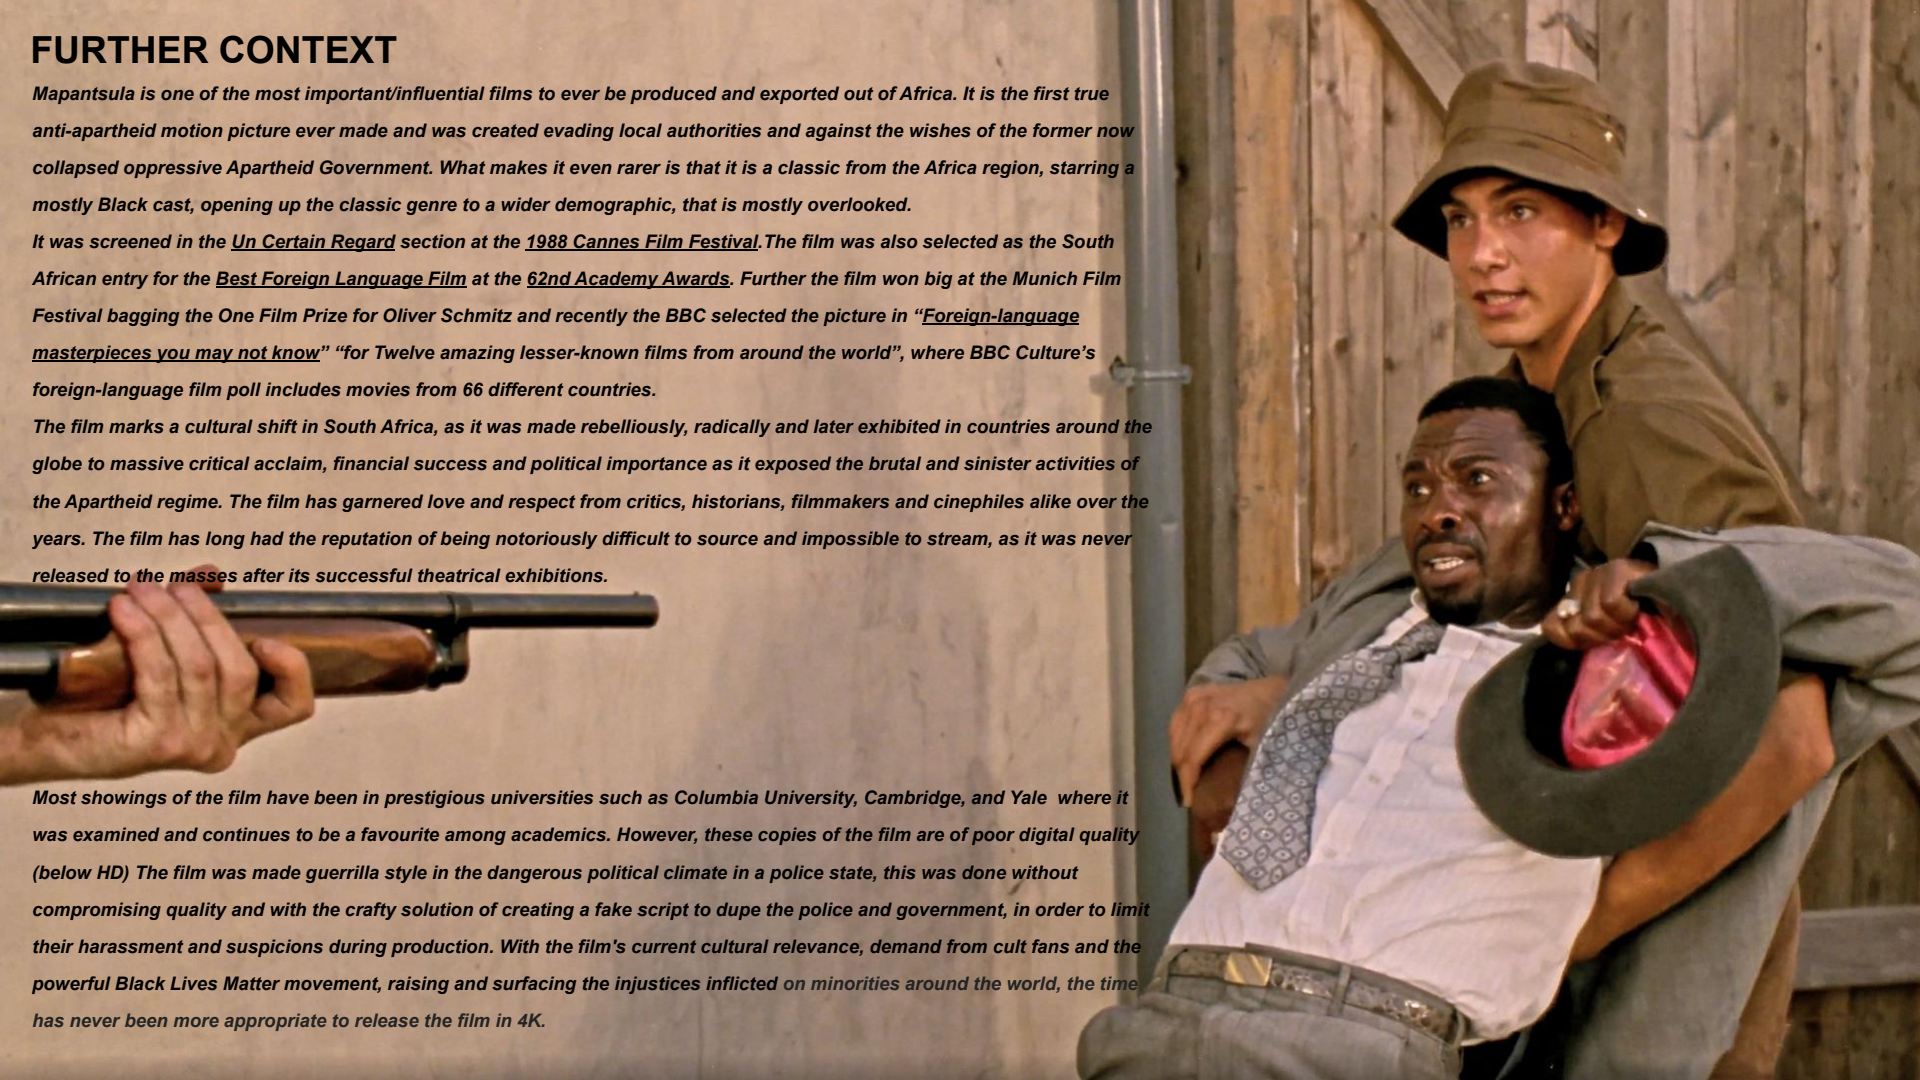 FURTHER CONTEXT
Mapantsula is one of the most important/influential films to ever be produced and exported out of Africa. It is the first true
anti-apartheid motion picture ever made and was created evading local authorities and against the wishes of the former now
collapsed oppressive Apartheid Government. What makes it even rarer is that it is a classic from the Africa region, starring a
mostly Black cast, opening up the classic genre to a wider demographic, that is mostly overlooked.
It was screened in the Un Certain Regard section at the 1988 Cannes Film Festival.The film was also selected as the South
African entry for the Best Foreign Language Film at the 62nd Academy Awards. Further the film won big at the Munich Film
Festival bagging the One Film Prize for Oliver Schmitz and recently the BBC selected the picture in “Foreign-language
masterpieces you may not know” “for Twelve amazing lesser-known films from around the world”, where BBC Culture’s
foreign-language film poll includes movies from 66 different countries.
The film marks a cultural shift in South Africa, as it was made rebelliously, radically and later exhibited in countries around the
globe to massive critical acclaim, financial success and political importance as it exposed the brutal and sinister activities of
the Apartheid regime. The film has garnered love and respect from critics, historians, filmmakers and cinephiles alike over the
years. The film has long had the reputation of being notoriously difficult to source and impossible to stream, as it was never
released to the masses after its successful theatrical exhibitions.
Most showings of the film have been in prestigious universities such as Columbia University, Cambridge, and Yale  where it
was examined and continues to be a favourite among academics. However, these copies of the film are of poor digital quality
(below HD) The film was made guerrilla style in the dangerous political climate in a police state, this was done without
compromising quality and with the crafty solution of creating a fake script to dupe the police and government, in order to limit
their harassment and suspicions during production. With the film's current cultural relevance, demand from cult fans and the
powerful Black Lives Matter movement, raising and surfacing the injustices inflicted on minorities around the world, the time
has never been more appropriate to release the film in 4K.